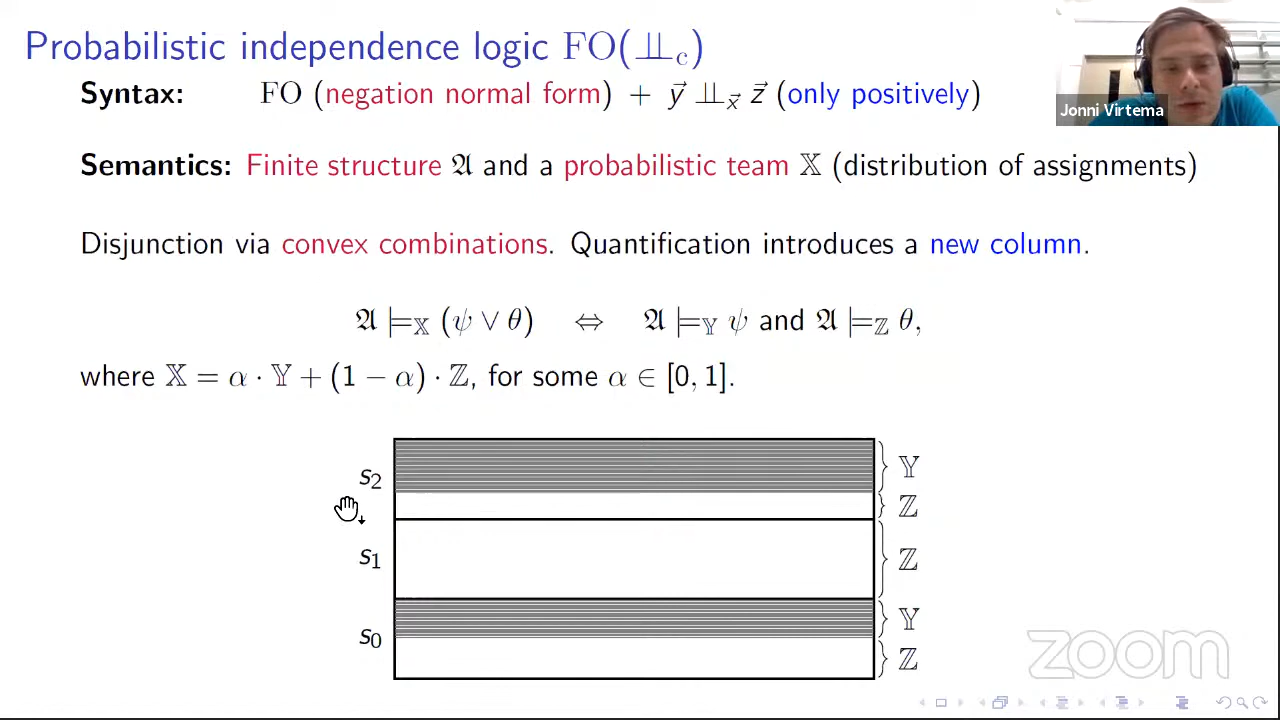 Probabilistic independence logic FO(⫫c)
Jonni Virtema
Syntax: FO (negation normal form) + y⃗ ⫫x⃗ z⃗ (only positively)
Semantics: Finite structure 𝔄 and a probabilistic team 𝕏 (distribution of assignments)
Disjunction via convex combinations. Quantification introduces a new column.
𝔄 ⊨𝕏 (ψ ∨ θ) ⇔ 𝔄 ⊨𝕐 ψ and 𝔄 ⊨ℤ θ,
where 𝕏 = α · 𝕐 + (1 − α) · ℤ, for some α ∈ [0, 1].
s2 𝕐
ℤ
s1 ℤ
s0 𝕐
ℤ
zoom